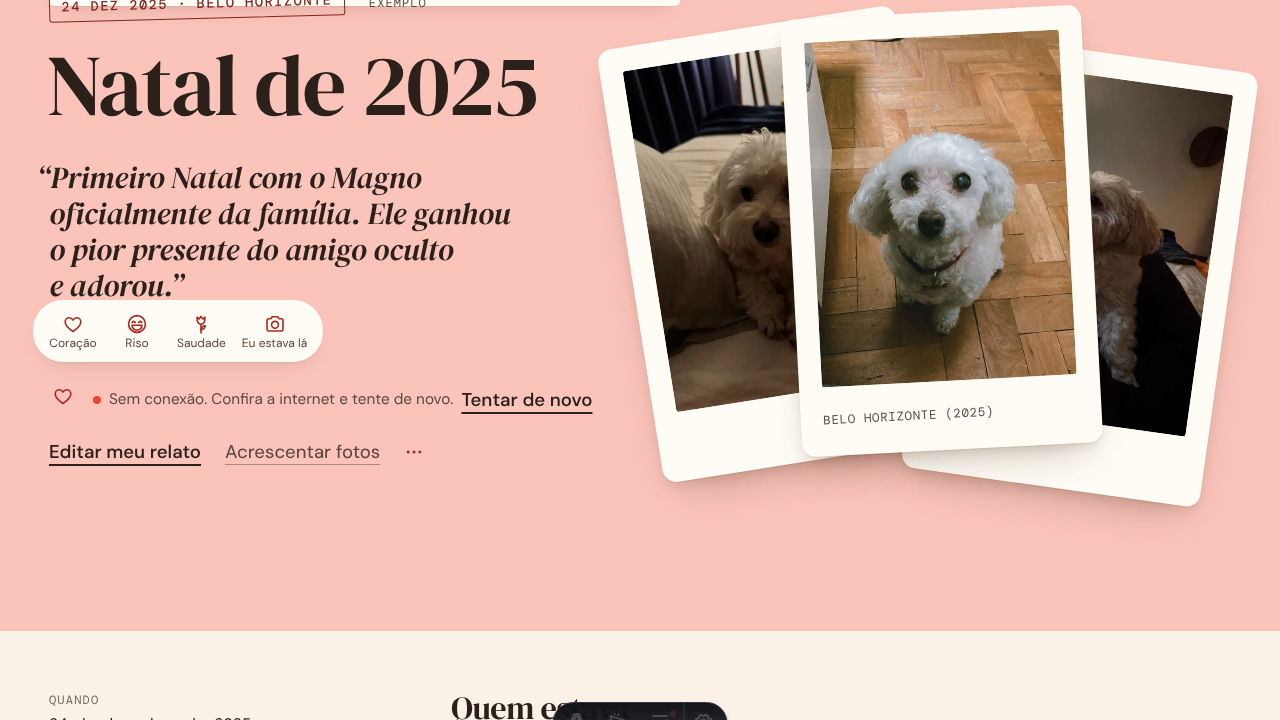 24 DEZ 2025 · BELO HORIZONTE
EXEMPLO
Natal de 2025
“Primeiro Natal com o Magno
oficialmente da família. Ele ganhou
o pior presente do amigo oculto
e adorou.”
Coração Riso Saudade Eu estava lá
Sem conexão. Confira a internet e tente de novo. Tentar de novo
Editar meu relato Acrescentar fotos ···
BELO HORIZONTE (2025)
QUANDO
Quem